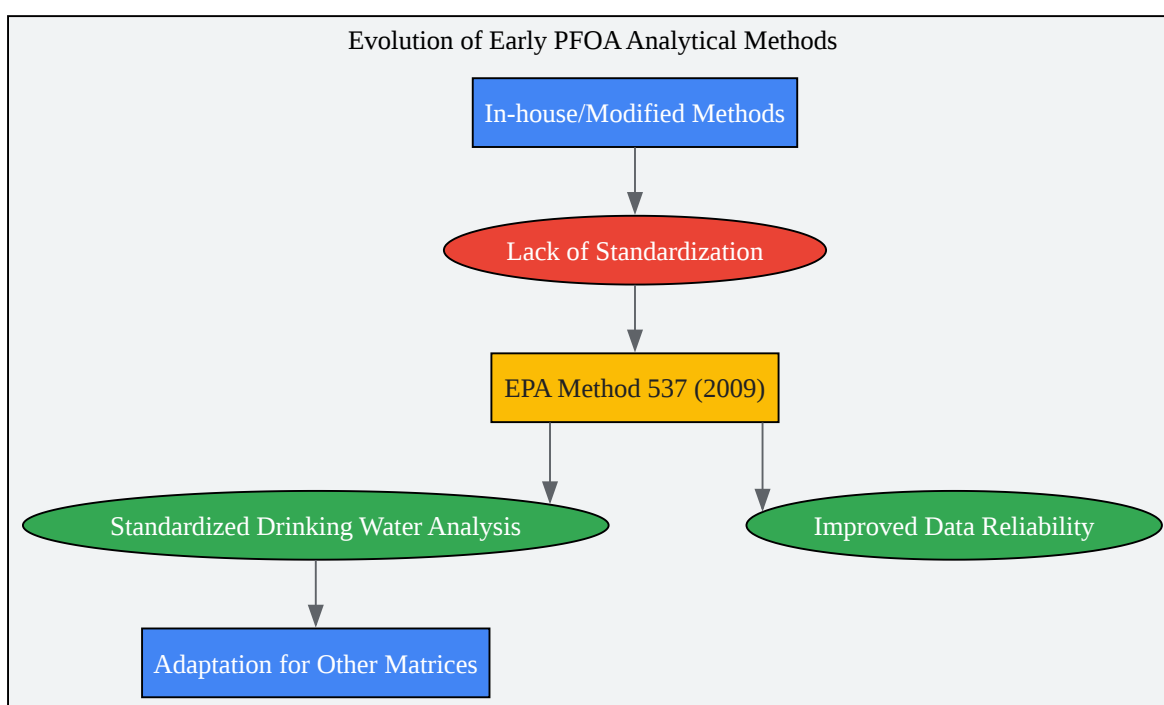 Evolution of Early PFOA Analytical Methods
In-house/Modified Methods
Lack of Standardization
EPA Method 537 (2009)
Standardized Drinking Water Analysis
Improved Data Reliability
Adaptation for Other Matrices